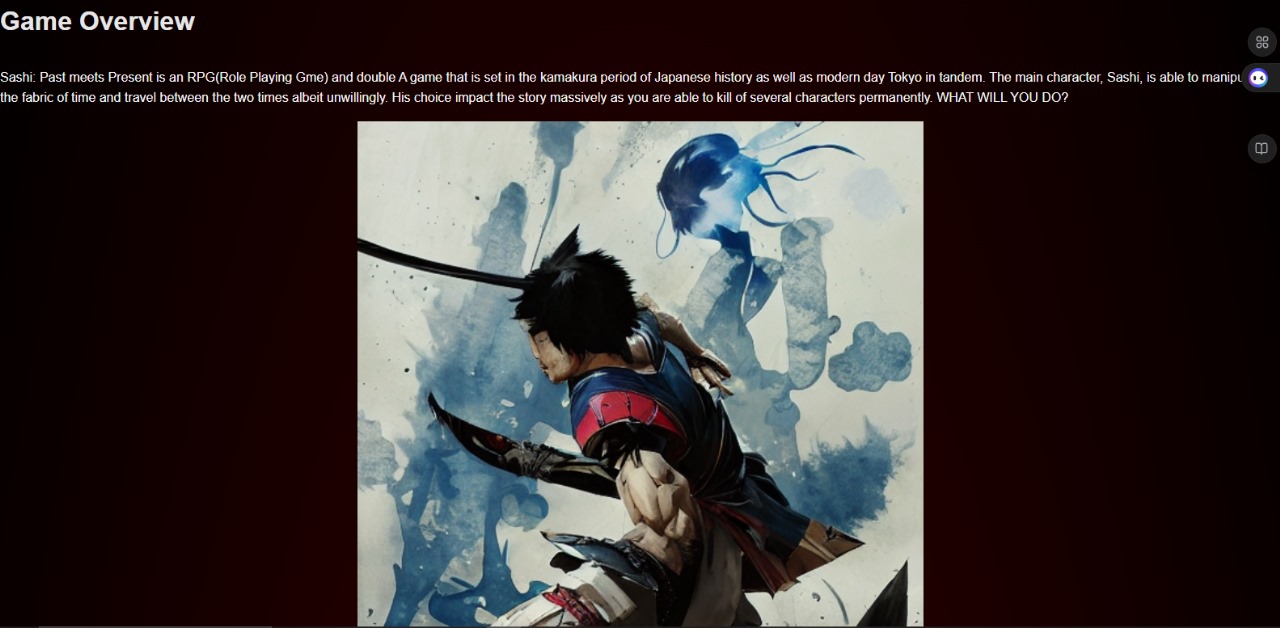 Game Overview
Sashi: Past meets Present is an RPG(Role Playing Gme) and double A game that is set in the kamakura period of Japanese history as well as modern day Tokyo in tandem. The main character, Sashi, is able to manipu
the fabric of time and travel between the two times albeit unwillingly. His choice impact the story massively as you are able to kill of several characters permanently. WHAT WILL YOU DO?